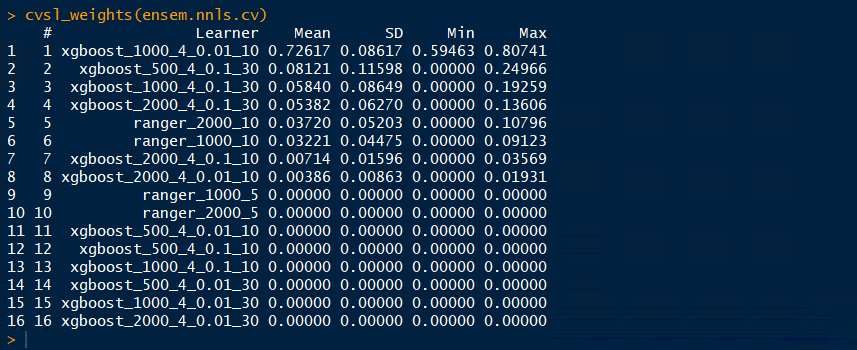 > cvsl_weights(ensem.nnls.cv)
    #                Learner    Mean      SD     Min     Max
1   1 xgboost_1000_4_0.01_10 0.72617 0.08617 0.59463 0.80741
2   2   xgboost_500_4_0.1_30 0.08121 0.11598 0.00000 0.24966
3   3  xgboost_1000_4_0.1_30 0.05840 0.08649 0.00000 0.19259
4   4  xgboost_2000_4_0.1_30 0.05382 0.06270 0.00000 0.13606
5   5         ranger_2000_10 0.03720 0.05203 0.00000 0.10796
6   6         ranger_1000_10 0.03221 0.04475 0.00000 0.09123
7   7  xgboost_2000_4_0.1_10 0.00714 0.01596 0.00000 0.03569
8   8 xgboost_2000_4_0.01_10 0.00386 0.00863 0.00000 0.01931
9   9          ranger_1000_5 0.00000 0.00000 0.00000 0.00000
10 10          ranger_2000_5 0.00000 0.00000 0.00000 0.00000
11 11  xgboost_500_4_0.01_10 0.00000 0.00000 0.00000 0.00000
12 12   xgboost_500_4_0.1_10 0.00000 0.00000 0.00000 0.00000
13 13  xgboost_1000_4_0.1_10 0.00000 0.00000 0.00000 0.00000
14 14  xgboost_500_4_0.01_30 0.00000 0.00000 0.00000 0.00000
15 15 xgboost_1000_4_0.01_30 0.00000 0.00000 0.00000 0.00000
16 16 xgboost_2000_4_0.01_30 0.00000 0.00000 0.00000 0.00000
>